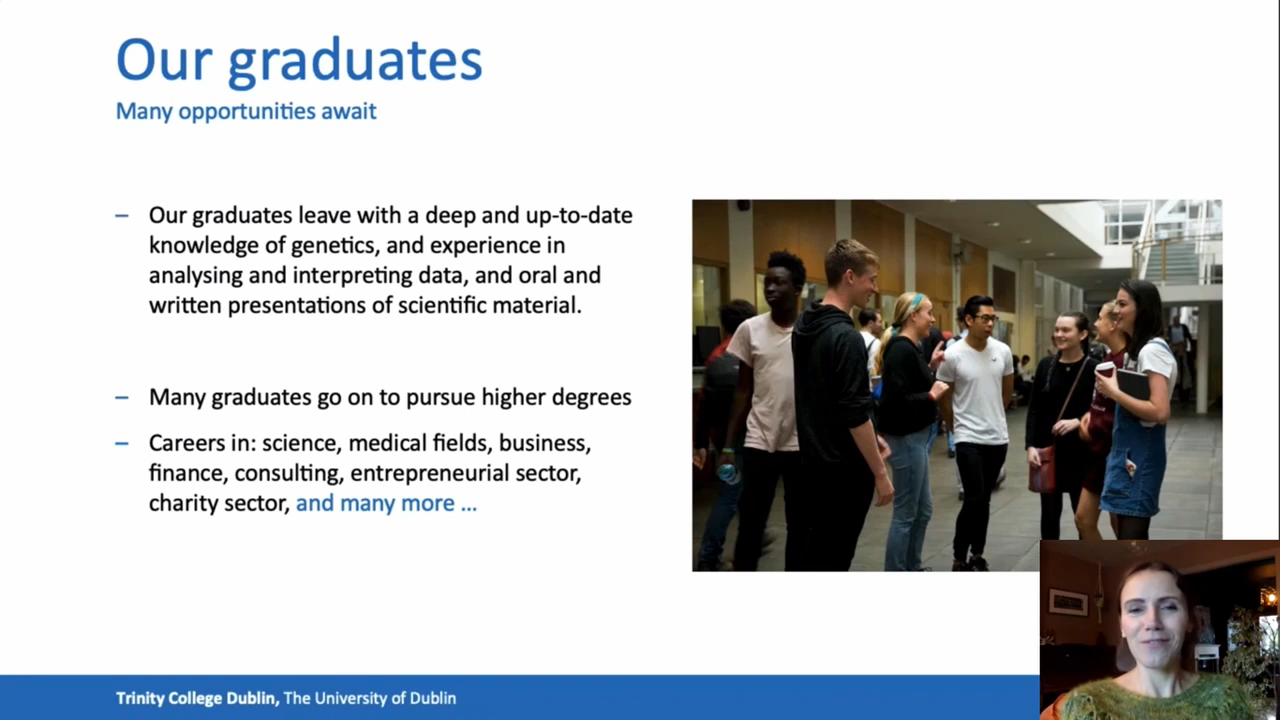 Our graduates
Many opportunities await
– Our graduates leave with a deep and up-to-date
knowledge of genetics, and experience in
analysing and interpreting data, and oral and
written presentations of scientific material.
– Many graduates go on to pursue higher degrees
– Careers in: science, medical fields, business,
finance, consulting, entrepreneurial sector,
charity sector, and many more ...
Trinity College Dublin, The University of Dublin